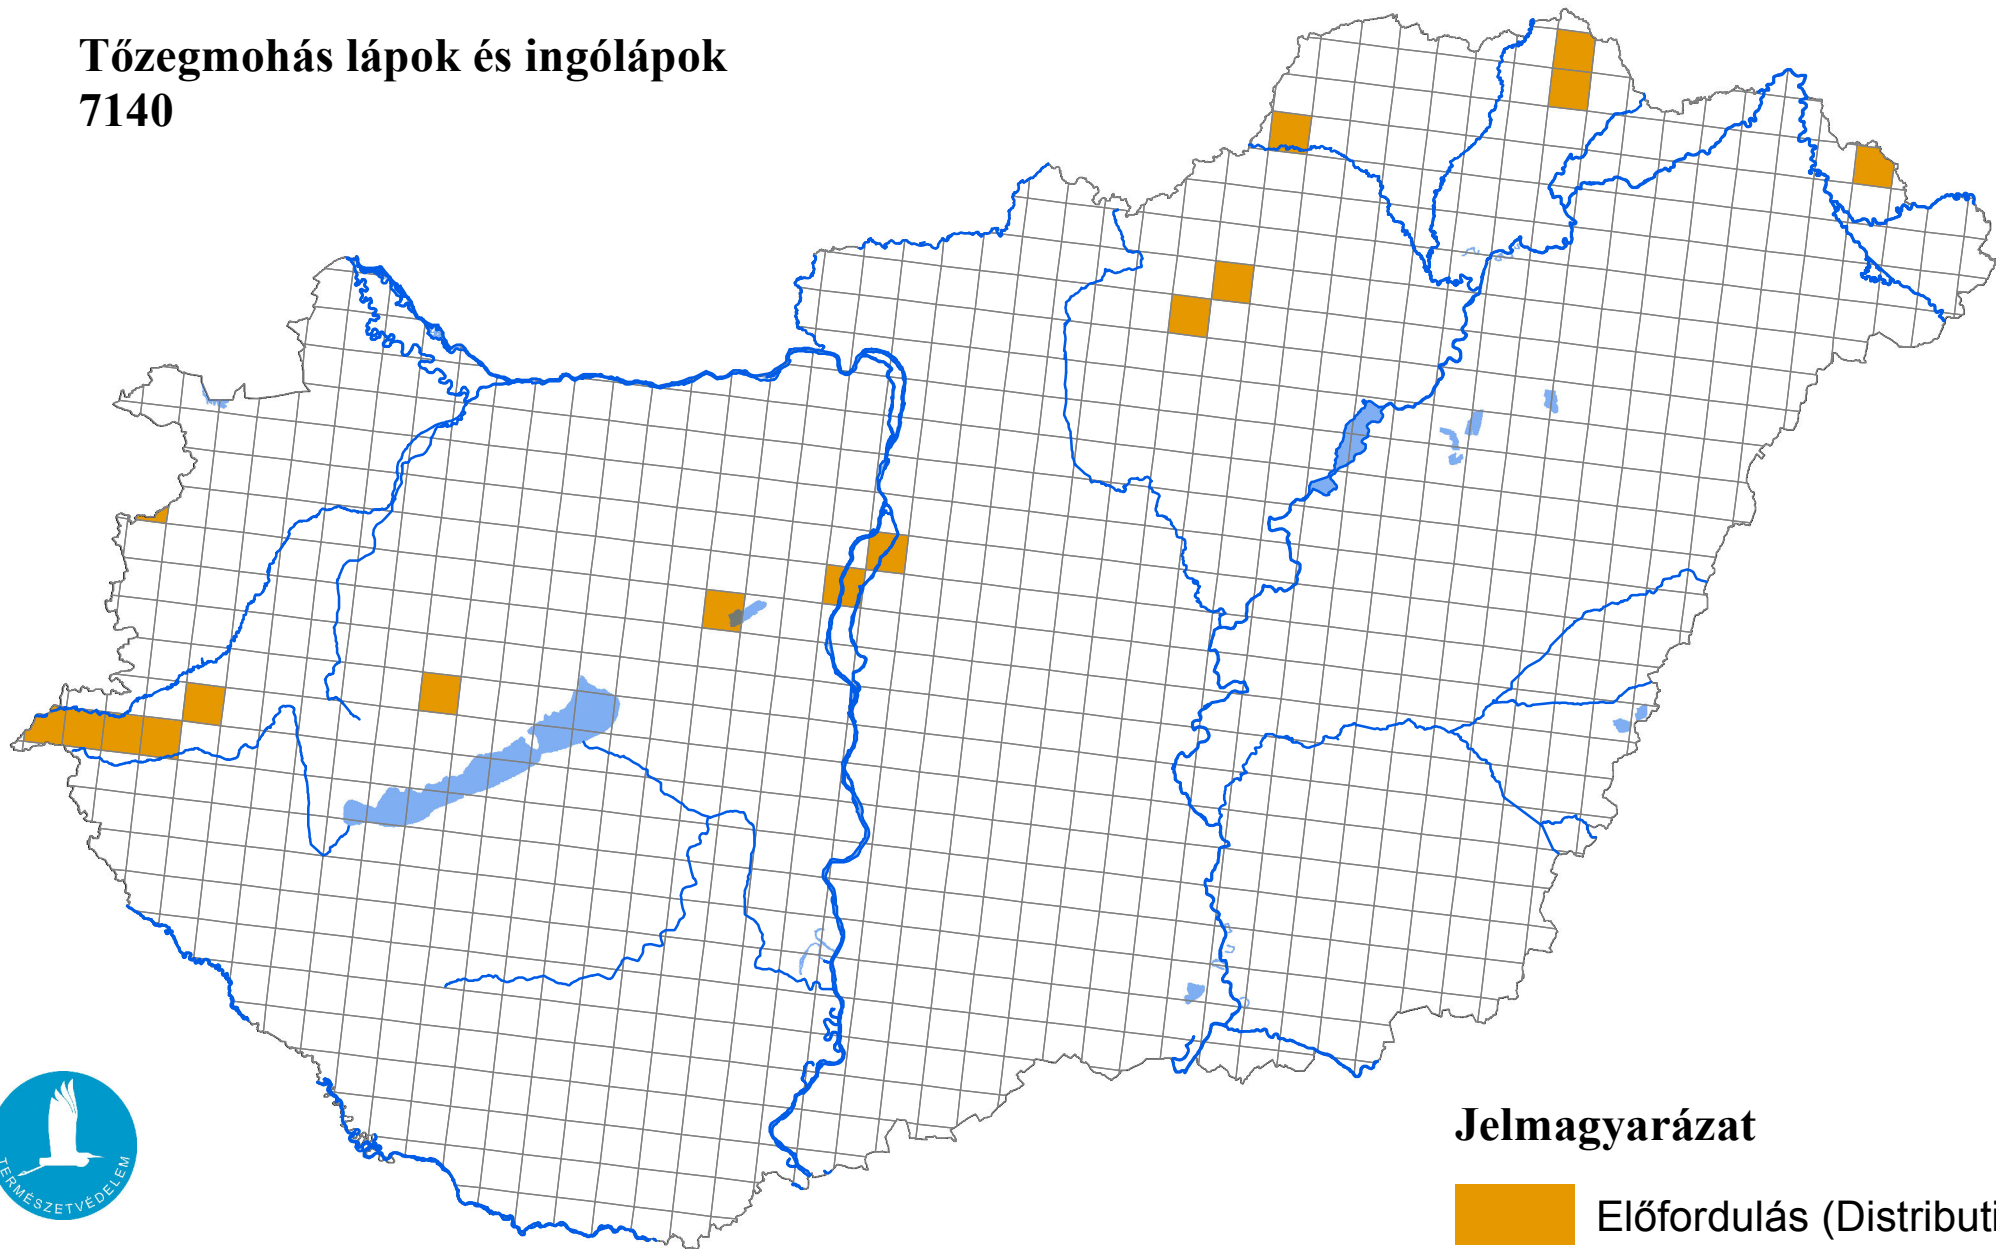 Tőzegmohás lápok és ingólápok
7140
TERMÉSZETVÉDELEM
Jelmagyarázat
Előfordulás (Distributi